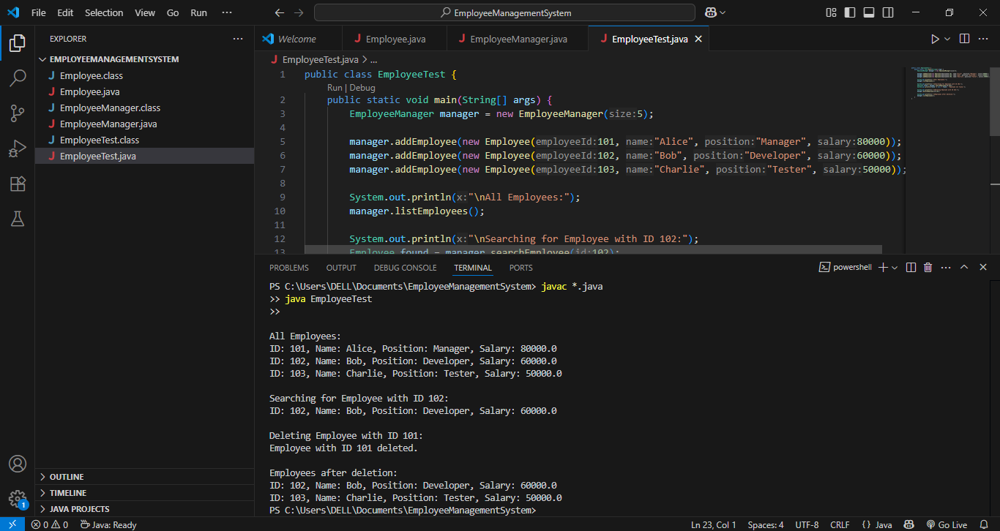 File Edit Selection View Go Run ··· EmployeeManagementSystem
EXPLORER ···
EMPLOYEEMANAGEMENTSYSTEM
Employee.class
Employee.java
EmployeeManager.class
EmployeeManager.java
EmployeeTest.class
EmployeeTest.java
OUTLINE
TIMELINE
JAVA PROJECTS
1
Welcome Employee.java EmployeeManager.java EmployeeTest.java
EmployeeTest.java > ...
1 public class EmployeeTest {
Run | Debug
2 public static void main(String[] args) {
3 EmployeeManager manager = new EmployeeManager(size:5);
4
5 manager.addEmployee(new Employee(employeeId:101, name:"Alice", position:"Manager", salary:80000));
6 manager.addEmployee(new Employee(employeeId:102, name:"Bob", position:"Developer", salary:60000));
7 manager.addEmployee(new Employee(employeeId:103, name:"Charlie", position:"Tester", salary:50000));
8
9 System.out.println(x:"\nAll Employees:");
10 manager.listEmployees();
11
12 System.out.println(x:"\nSearching for Employee with ID 102:");
13 Employee found = manager.searchEmployee(id:102);
PROBLEMS OUTPUT DEBUG CONSOLE TERMINAL PORTS powershell
PS C:\Users\DELL\Documents\EmployeeManagementSystem> javac *.java
>> java EmployeeTest
>>
All Employees:
ID: 101, Name: Alice, Position: Manager, Salary: 80000.0
ID: 102, Name: Bob, Position: Developer, Salary: 60000.0
ID: 103, Name: Charlie, Position: Tester, Salary: 50000.0
Searching for Employee with ID 102:
ID: 102, Name: Bob, Position: Developer, Salary: 60000.0
Deleting Employee with ID 101:
Employee with ID 101 deleted.
Employees after deletion:
ID: 102, Name: Bob, Position: Developer, Salary: 60000.0
ID: 103, Name: Charlie, Position: Tester, Salary: 50000.0
PS C:\Users\DELL\Documents\EmployeeManagementSystem>
0 0 Java: Ready Ln 23, Col 1 Spaces: 4 UTF-8 CRLF {} Java Go Live